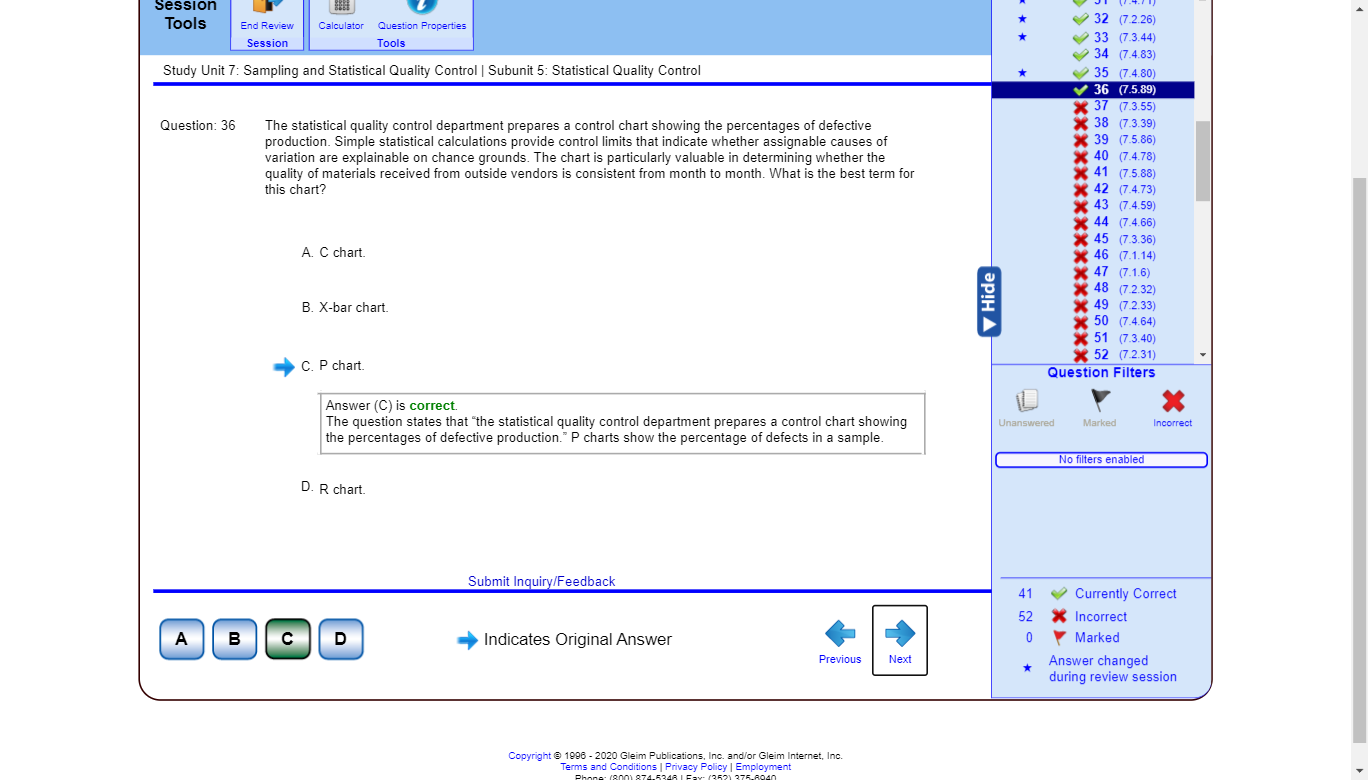 Session
Tools
End Review
Session
Calculator
Question Properties
Tools
Study Unit 7: Sampling and Statistical Quality Control | Subunit 5: Statistical Quality Control
Question: 36
The statistical quality control department prepares a control chart showing the percentages of defective
production. Simple statistical calculations provide control limits that indicate whether assignable causes of
variation are explainable on chance grounds. The chart is particularly valuable in determining whether the
quality of materials received from outside vendors is consistent from month to month. What is the best term for
this chart?
A. C chart.
B. X-bar chart.
C. P chart.
Answer (C) is correct.
The question states that “the statistical quality control department prepares a control chart showing
the percentages of defective production.” P charts show the percentage of defects in a sample.
D. R chart.
Submit Inquiry/Feedback
A B C D
Indicates Original Answer
Previous
Next
31 (7.4.71)
32 (7.2.26)
33 (7.3.44)
34 (7.4.83)
35 (7.4.80)
36 (7.5.89)
37 (7.3.55)
38 (7.3.39)
39 (7.5.86)
40 (7.4.78)
41 (7.5.88)
42 (7.4.73)
43 (7.4.59)
44 (7.4.66)
45 (7.3.36)
46 (7.1.14)
47 (7.1.6)
48 (7.2.32)
49 (7.2.33)
50 (7.4.64)
51 (7.3.40)
52 (7.2.31)
Hide
Question Filters
Unanswered
Marked
Incorrect
No filters enabled
41 Currently Correct
52 Incorrect
0 Marked
Answer changed
during review session
Copyright © 1996 - 2020 Gleim Publications, Inc. and/or Gleim Internet, Inc.
Terms and Conditions | Privacy Policy | Employment
Phone: (800) 874-5346 | Fax: (352) 375-6940